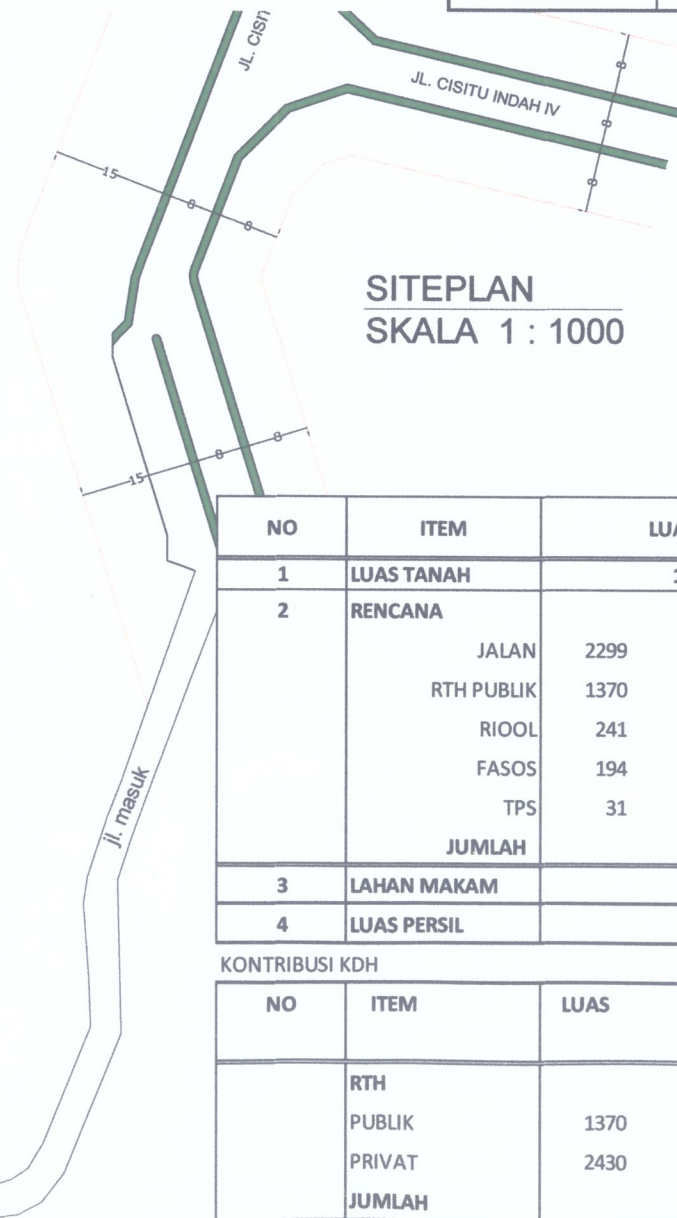 JL. CISIT
JL. CISITU INDAH IV
8
8
8
15
6
8
SITEPLAN
SKALA 1 : 1000
8
8
15
NO ITEM
1 LUAS TANAH
2 RENCANA
JALAN 2299
RTH PUBLIK 1370
RIOOL 241
FASOS 194
TPS 31
JUMLAH
3 LAHAN MAKAM
4 LUAS PERSIL
jl. masuk
KONTRIBUSI KDH
NO ITEM LUAS
RTH
PUBLIK 1370
PRIVAT 2430
JUMLAH